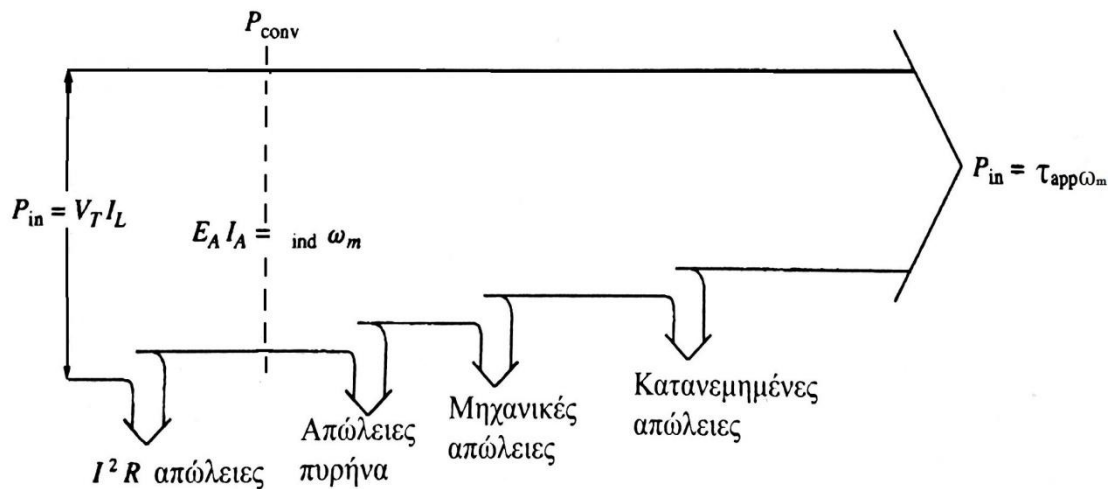 P_conv
P_in = V_T I_L
E_A I_A = ind ω_m
P_in = τ_app ω_m
I² R απώλειες
Απώλειες
πυρήνα
Μηχανικές
απώλειες
Κατανεμημένες
απώλειες